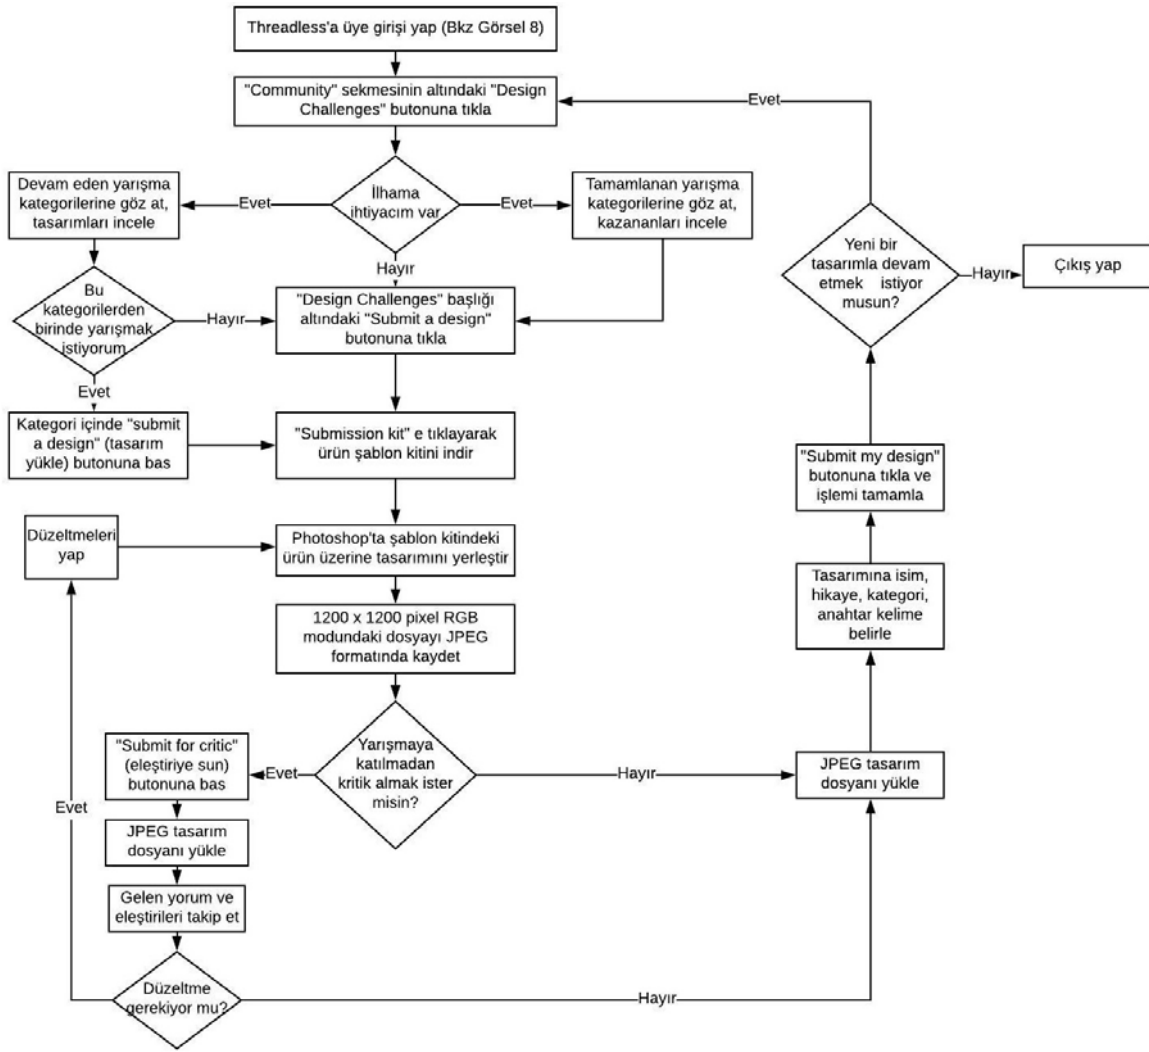 Threadless'a üye girişi yap (Bkz Görsel 8)
"Community" sekmesinin altındaki "Design
Challenges" butonuna tıkla
Evet
Devam eden yarışma
kategorilerine göz at,
tasarımları incele
Evet
İlhama
ihtiyacım var
Evet
Tamamlanan yarışma
kategorilerine göz at,
kazananları incele
Hayır
Yeni bir
tasarımla devam
etmek istiyor
musun?
Hayır
Çıkış yap
Bu
kategorilerden
birinde yarışmak
istiyorum
Hayır
"Design Challenges" başlığı
altındaki "Submit a design"
butonuna tıkla
Evet
Kategori içinde "submit
a design" (tasarım
yükle) butonuna bas
"Submission kit" e tıklayarak
ürün şablon kitini indir
"Submit my design"
butonuna tıkla ve
işlemi tamamla
Düzeltmeleri
yap
Photoshop'ta şablon kitindeki
ürün üzerine tasarımını yerleştir
Tasarımına isim,
hikaye, kategori,
anahtar kelime
belirle
1200 x 1200 pixel RGB
modundaki dosyayı JPEG
formatında kaydet
"Submit for critic"
(eleştiriye sun)
butonuna bas
Evet
Yarışmaya
katılmadan
kritik almak ister
misin?
Hayır
JPEG tasarım
dosyanı yükle
Evet
JPEG tasarım
dosyanı yükle
Gelen yorum ve
eleştirileri takip et
Düzeltme
gerekiyor mu?
Hayır